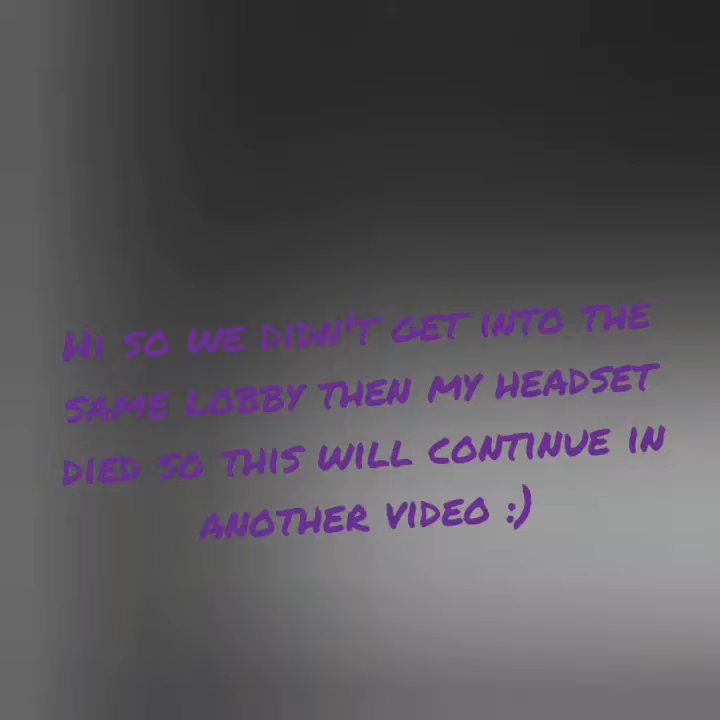 Hi so we didn't get into the
same lobby then my headset
died so this will continue in
another video :)